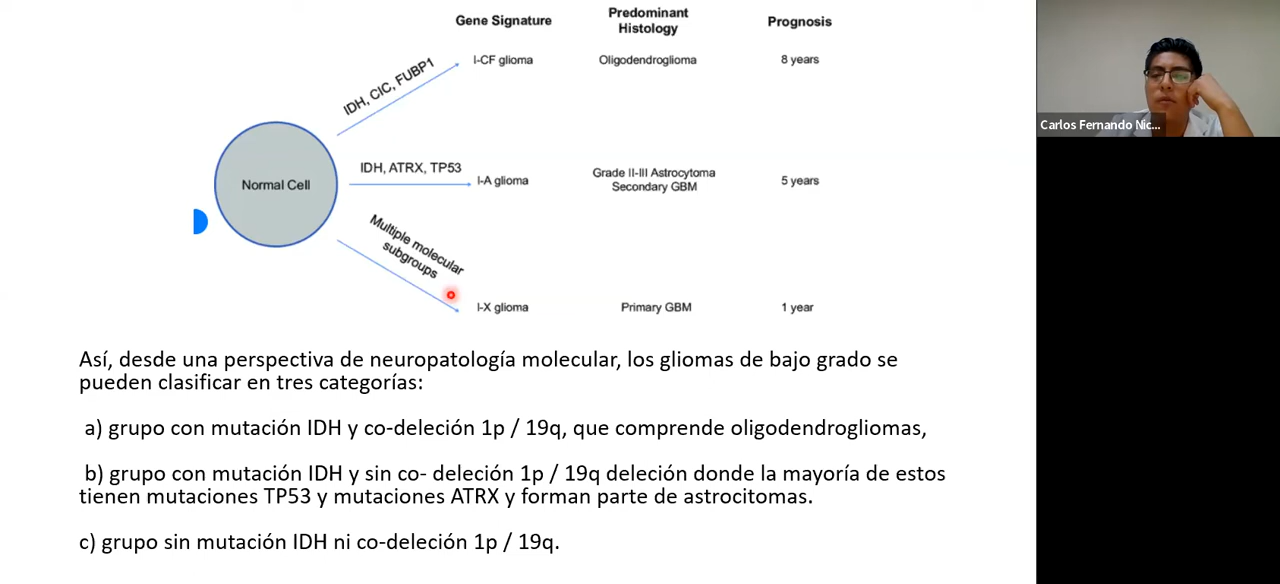 Gene Signature
Predominant
Histology
Prognosis
IDH, CIC, FUBP1
I-CF glioma
Oligodendroglioma
8 years
Normal Cell
IDH, ATRX, TP53
I-A glioma
Grade II-III Astrocytoma
Secondary GBM
5 years
Multiple molecular
subgroups
I-X glioma
Primary GBM
1 year
Carlos Fernando Nic...
Así, desde una perspectiva de neuropatología molecular, los gliomas de bajo grado se
pueden clasificar en tres categorías:
a) grupo con mutación IDH y co-deleción 1p / 19q, que comprende oligodendrogliomas,
b) grupo con mutación IDH y sin co- deleción 1p / 19q deleción donde la mayoría de estos
tienen mutaciones TP53 y mutaciones ATRX y forman parte de astrocitomas.
c) grupo sin mutación IDH ni co-deleción 1p / 19q.